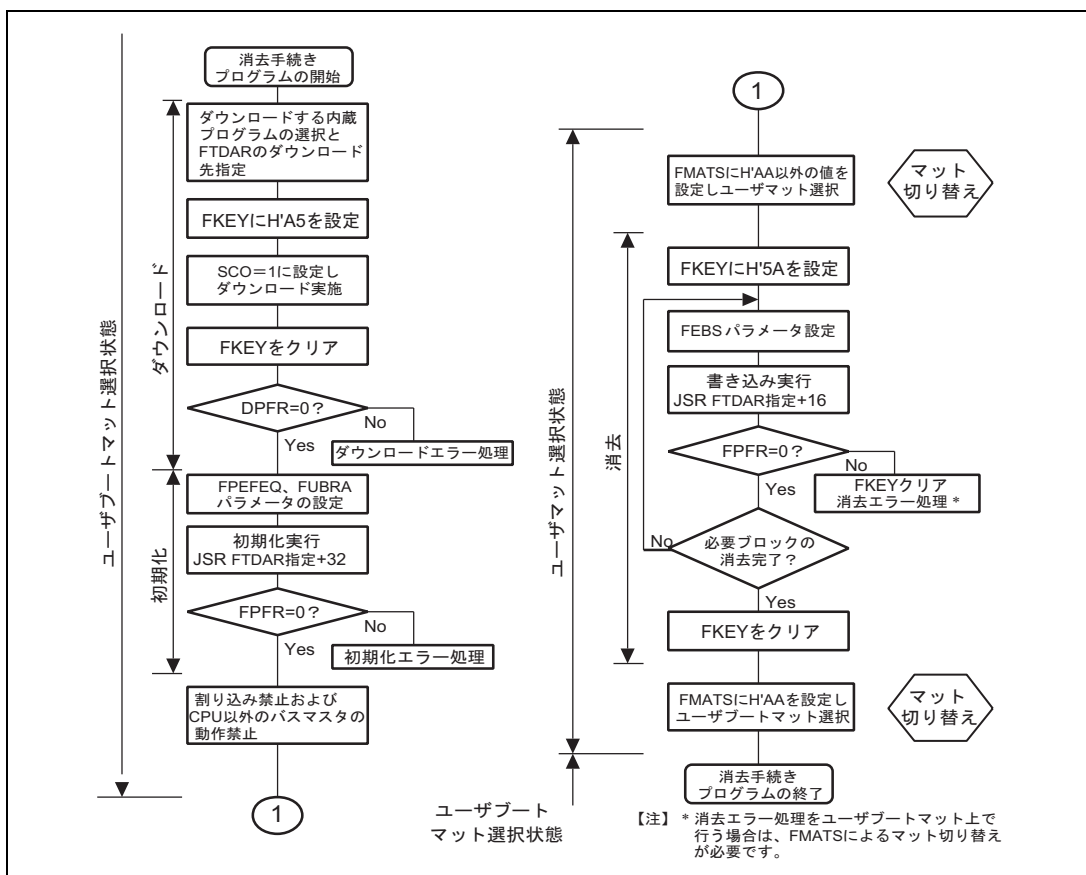 消去手続き
プログラムの開始
ダウンロードする内蔵
プログラムの選択と
FTDARのダウンロード
先指定
FKEYにH'A5を設定
SCO=1に設定し
ダウンロード実施
FKEYをクリア
DPFR=0?
No
Yes
ダウンロードエラー処理
FPEFEQ、FUBRA
パラメータの設定
初期化実行
JSR FTDAR指定+32
FPFR=0?
No
Yes
初期化エラー処理
割り込み禁止および
CPU以外のバスマスタの
動作禁止
1
ユーザブートマット選択状態
ダウンロード
初期化
1
FMATSにH'AA以外の値を
設定しユーザマット選択
マット
切り替え
FKEYにH'5Aを設定
FEBSパラメータ設定
書き込み実行
JSR FTDAR指定+16
FPFR=0?
No
Yes
FKEYクリア
消去エラー処理 *
No
必要ブロックの
消去完了?
Yes
FKEYをクリア
FMATSにH'AAを設定し
ユーザブートマット選択
マット
切り替え
消去手続き
プログラムの終了
ユーザマット選択状態
消去
ユーザブート
マット選択状態
【注】 * 消去エラー処理をユーザブートマット上で
行う場合は、FMATSによるマット切り替え
が必要です。